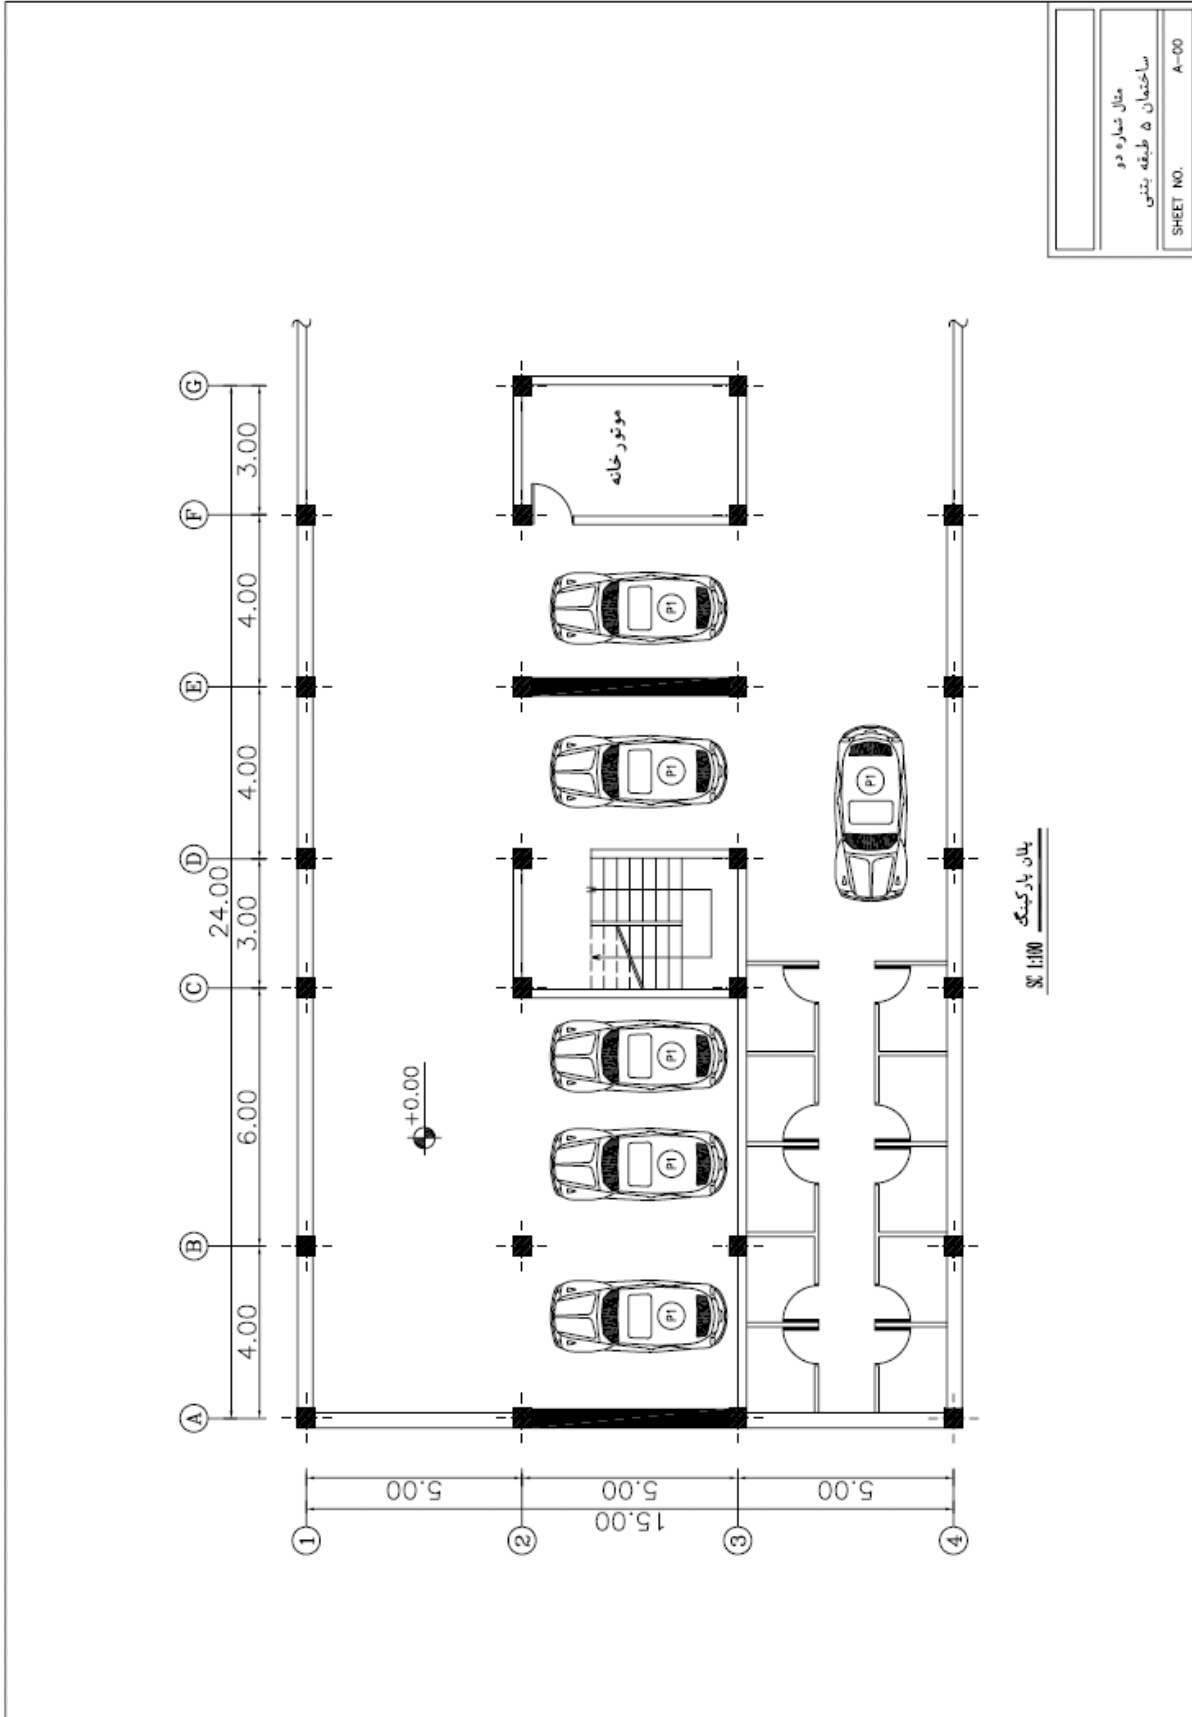 مثال شماره دو
ساختمان ۵ طبقه بتنی
SHEET NO. A-00
A
B
C
D
E
F
G
4.00
6.00
3.00
4.00
4.00
3.00
24.00
1
2
3
4
5.00
5.00
5.00
15.00
+0.00
موتور خانه
P1
P1
P1
P1
P1
P1
پلان پارکینگ
SC 1:100